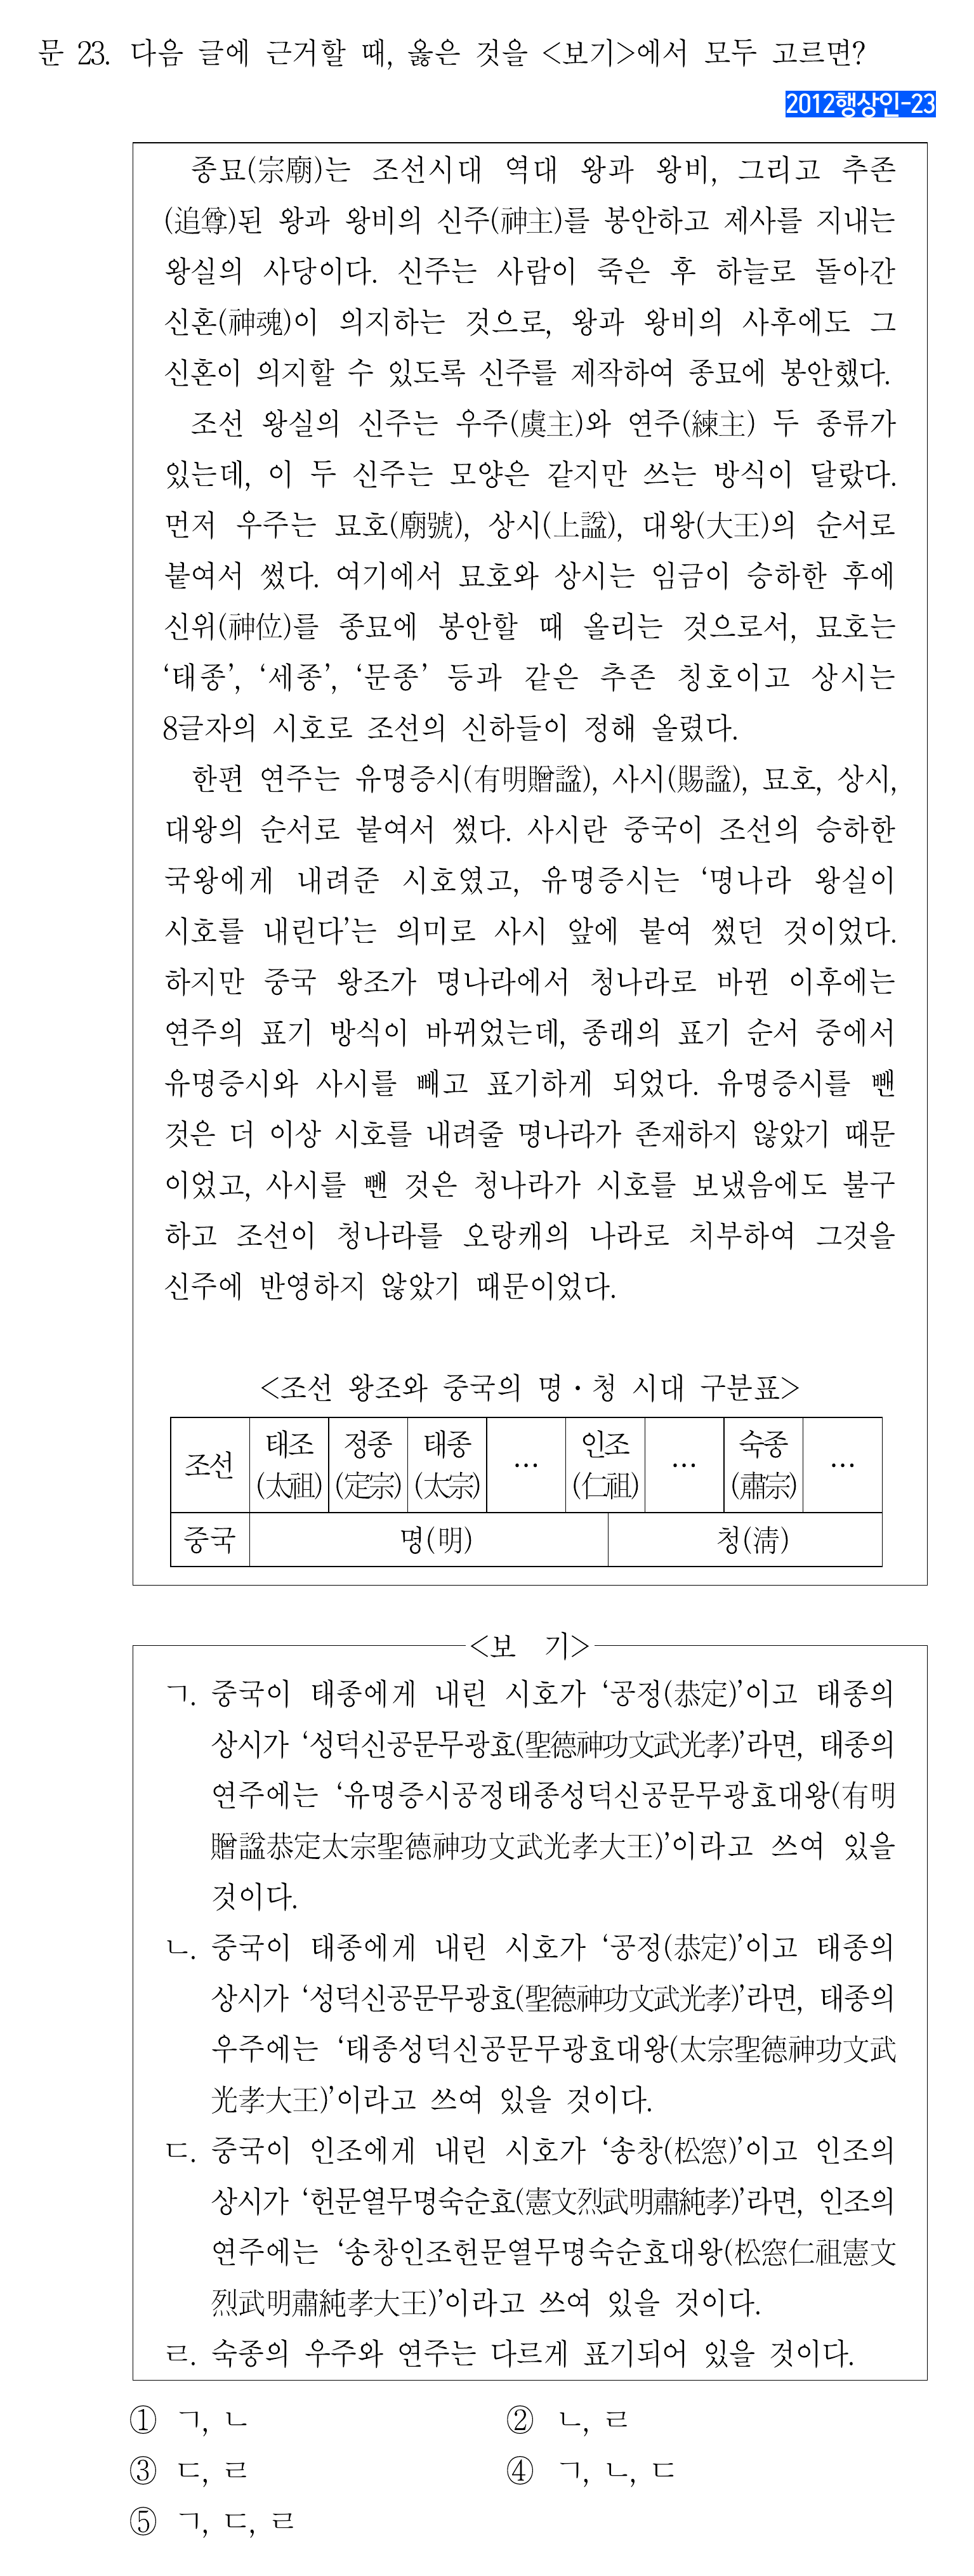 문 23. 다음 글에 근거할 때, 옳은 것을 <보기>에서 모두 고르면?
2012행상인-23
종묘(宗廟)는 조선시대 역대 왕과 왕비, 그리고 추존
(追尊)된 왕과 왕비의 신주(神主)를 봉안하고 제사를 지내는
왕실의 사당이다. 신주는 사람이 죽은 후 하늘로 돌아간
신혼(神魂)이 의지하는 것으로, 왕과 왕비의 사후에도 그
신혼이 의지할 수 있도록 신주를 제작하여 종묘에 봉안했다.
조선 왕실의 신주는 우주(虞主)와 연주(練主) 두 종류가
있는데, 이 두 신주는 모양은 같지만 쓰는 방식이 달랐다.
먼저 우주는 묘호(廟號), 상시(上諡), 대왕(大王)의 순서로
붙여서 썼다. 여기에서 묘호와 상시는 임금이 승하한 후에
신위(神位)를 종묘에 봉안할 때 올리는 것으로서, 묘호는
‘태종’, ‘세종’, ‘문종’ 등과 같은 추존 칭호이고 상시는
8글자의 시호로 조선의 신하들이 정해 올렸다.
한편 연주는 유명증시(有明贈諡), 사시(賜諡), 묘호, 상시,
대왕의 순서로 붙여서 썼다. 사시란 중국이 조선의 승하한
국왕에게 내려준 시호였고, 유명증시는 ‘명나라 왕실이
시호를 내린다’는 의미로 사시 앞에 붙여 썼던 것이었다.
하지만 중국 왕조가 명나라에서 청나라로 바뀐 이후에는
연주의 표기 방식이 바뀌었는데, 종래의 표기 순서 중에서
유명증시와 사시를 빼고 표기하게 되었다. 유명증시를 뺀
것은 더 이상 시호를 내려줄 명나라가 존재하지 않았기 때문
이었고, 사시를 뺀 것은 청나라가 시호를 보냈음에도 불구
하고 조선이 청나라를 오랑캐의 나라로 치부하여 그것을
신주에 반영하지 않았기 때문이었다.
<조선 왕조와 중국의 명·청 시대 구분표>
조선 태조 정종 태종 … 인조 … 숙종 …
(太祖) (定宗) (太宗) (仁祖) (肅宗)
중국 명(明) 청(淸)
<보 기>
ㄱ. 중국이 태종에게 내린 시호가 ‘공정(恭定)’이고 태종의
상시가 ‘성덕신공문무광효(聖德神功文武光孝)’라면, 태종의
연주에는 ‘유명증시공정태종성덕신공문무광효대왕(有明
贈諡恭定太宗聖德神功文武光孝大王)’이라고 쓰여 있을
것이다.
ㄴ. 중국이 태종에게 내린 시호가 ‘공정(恭定)’이고 태종의
상시가 ‘성덕신공문무광효(聖德神功文武光孝)’라면, 태종의
우주에는 ‘태종성덕신공문무광효대왕(太宗聖德神功文武
光孝大王)’이라고 쓰여 있을 것이다.
ㄷ. 중국이 인조에게 내린 시호가 ‘송창(松窓)’이고 인조의
상시가 ‘헌문열무명숙순효(憲文烈武明肅純孝)’라면, 인조의
연주에는 ‘송창인조헌문열무명숙순효대왕(松窓仁祖憲文
烈武明肅純孝大王)’이라고 쓰여 있을 것이다.
ㄹ. 숙종의 우주와 연주는 다르게 표기되어 있을 것이다.
① ㄱ, ㄴ ② ㄴ, ㄹ
③ ㄷ, ㄹ ④ ㄱ, ㄴ, ㄷ
⑤ ㄱ, ㄷ, ㄹ